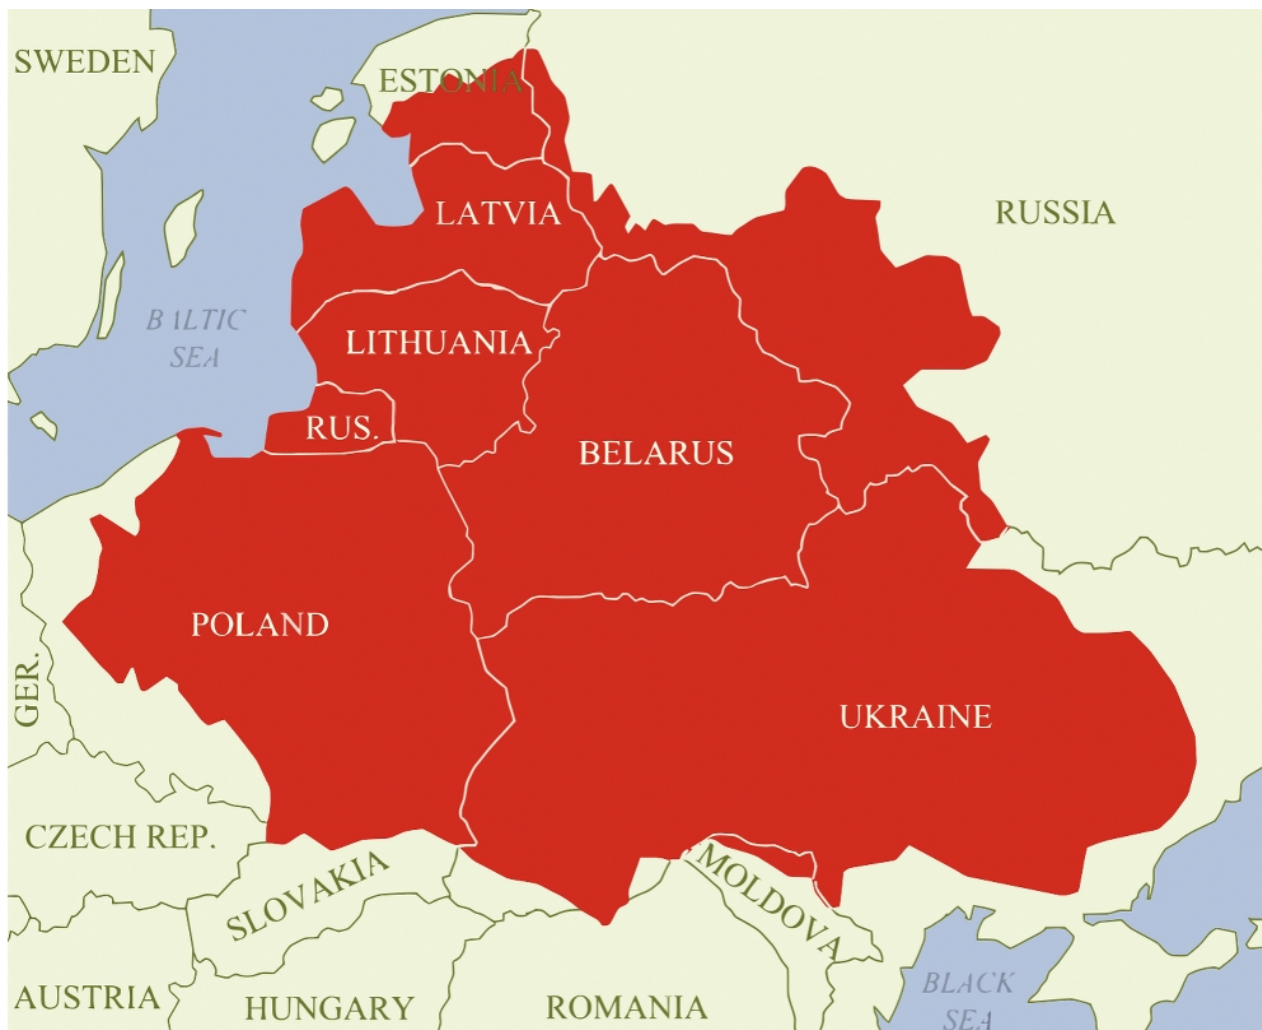 SWEDEN
ESTONIA
RUSSIA
LATVIA
BALTIC
SEA
LITHUANIA
RUS.
BELARUS
POLAND
GER.
UKRAINE
CZECH REP.
SLOVAKIA
MOLDOVA
AUSTRIA
HUNGARY
ROMANIA
BLACK
SEA